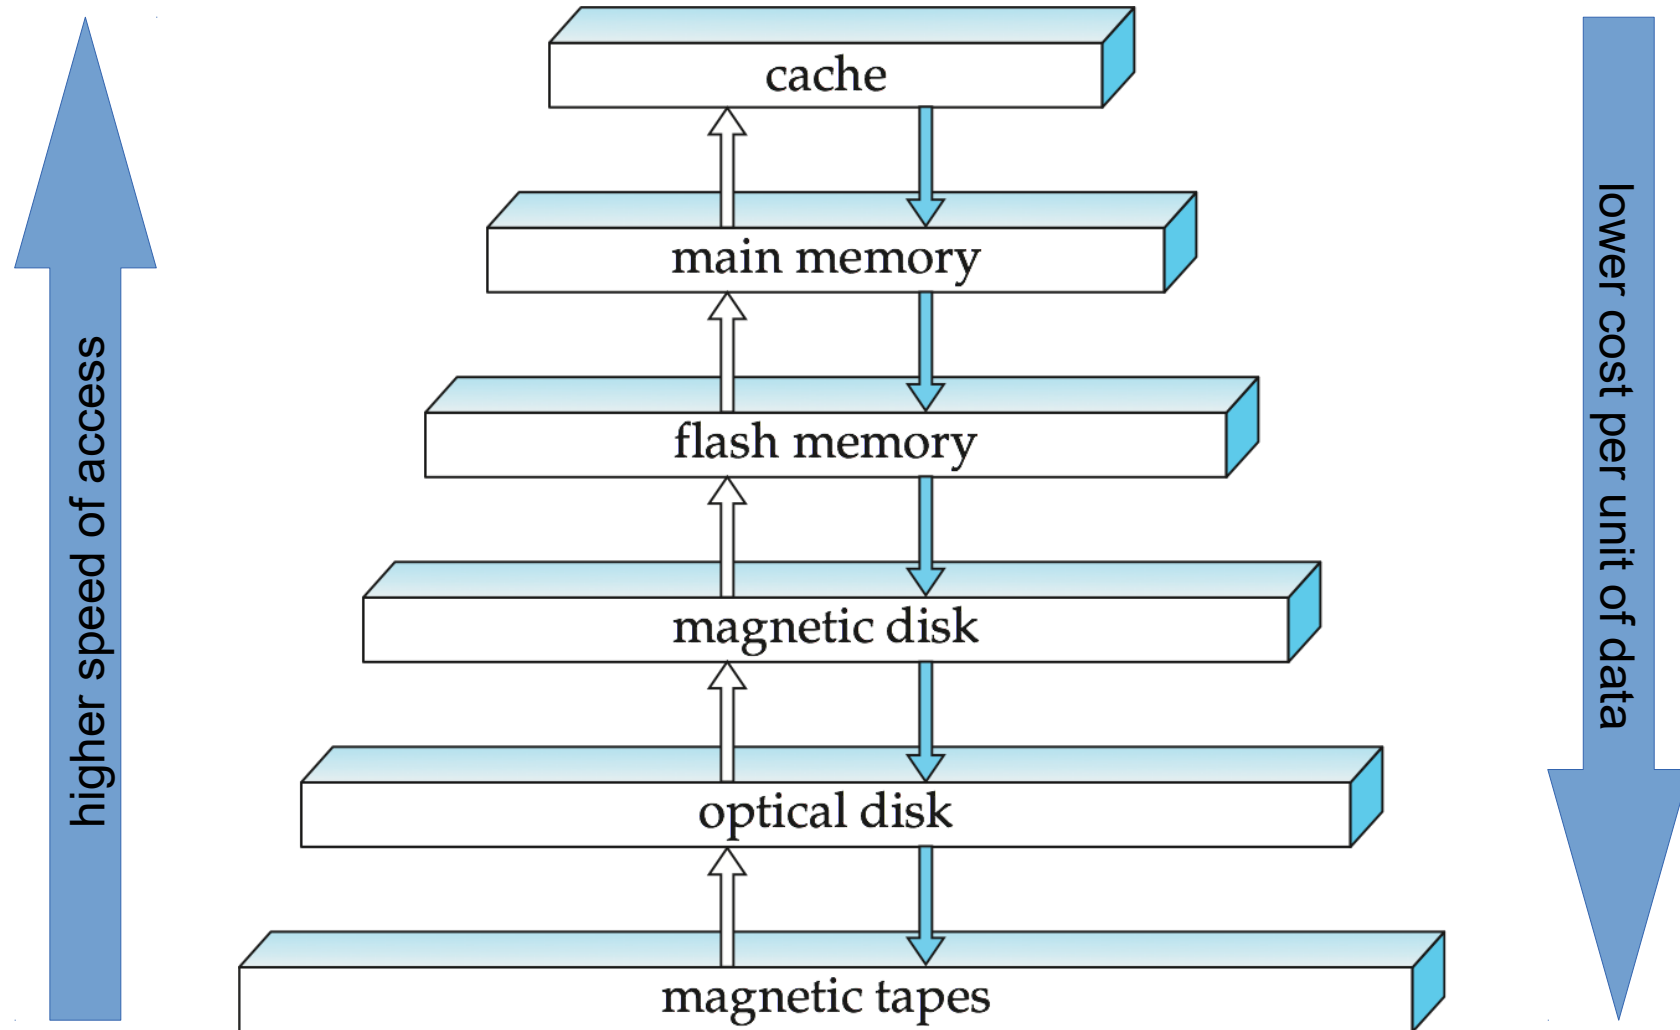 cache
main memory
flash memory
magnetic disk
optical disk
magnetic tapes
higher speed of access
lower cost per unit of data